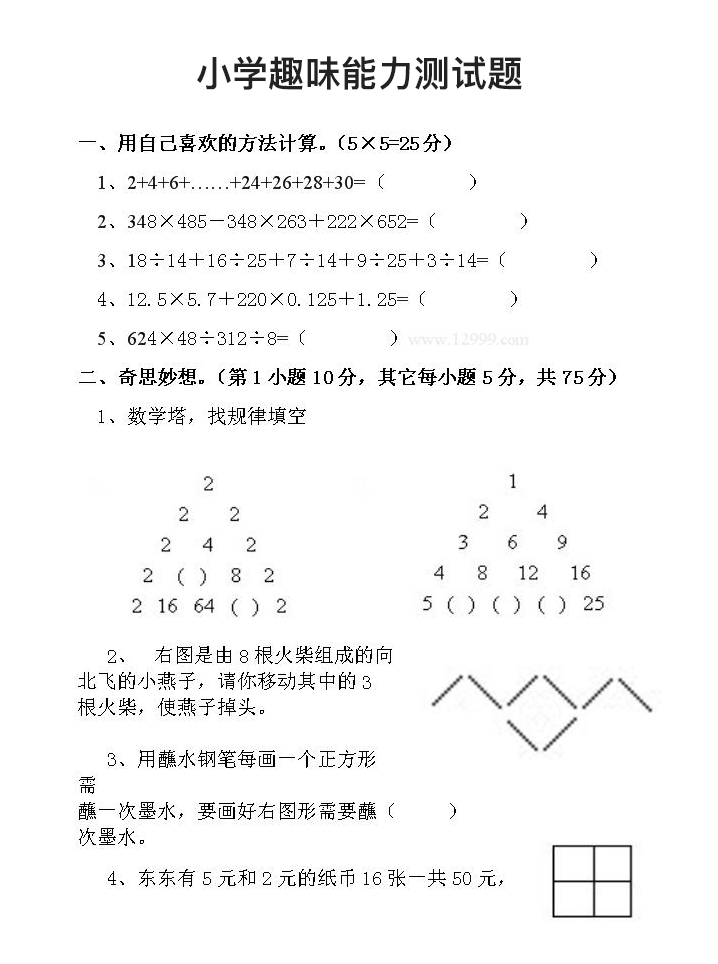 小学趣味能力测试题
一、用自己喜欢的方法计算。（5×5=25分）
1、2+4+6+……+24+26+28+30=（ ）
2、348×485－348×263＋222×652=（ ）
3、18÷14＋16÷25＋7÷14＋9÷25＋3÷14=（ ）
4、12.5×5.7＋220×0.125＋1.25=（ ）
5、624×48÷312÷8=（ ）www.12999.com
二、奇思妙想。（第1小题10分，其它每小题5分，共75分）
1、数学塔，找规律填空
2
2 2
2 4 2
2 ( ) 8 2
2 16 64 ( ) 2
1
2 4
3 6 9
4 8 12 16
5 ( ) ( ) ( ) 25
2、 右图是由8根火柴组成的向
北飞的小燕子，请你移动其中的3
根火柴，使燕子掉头。
3、用蘸水钢笔每画一个正方形
需
蘸一次墨水，要画好右图形需要蘸（ ）
次墨水。
4、东东有5元和2元的纸币16张一共50元，